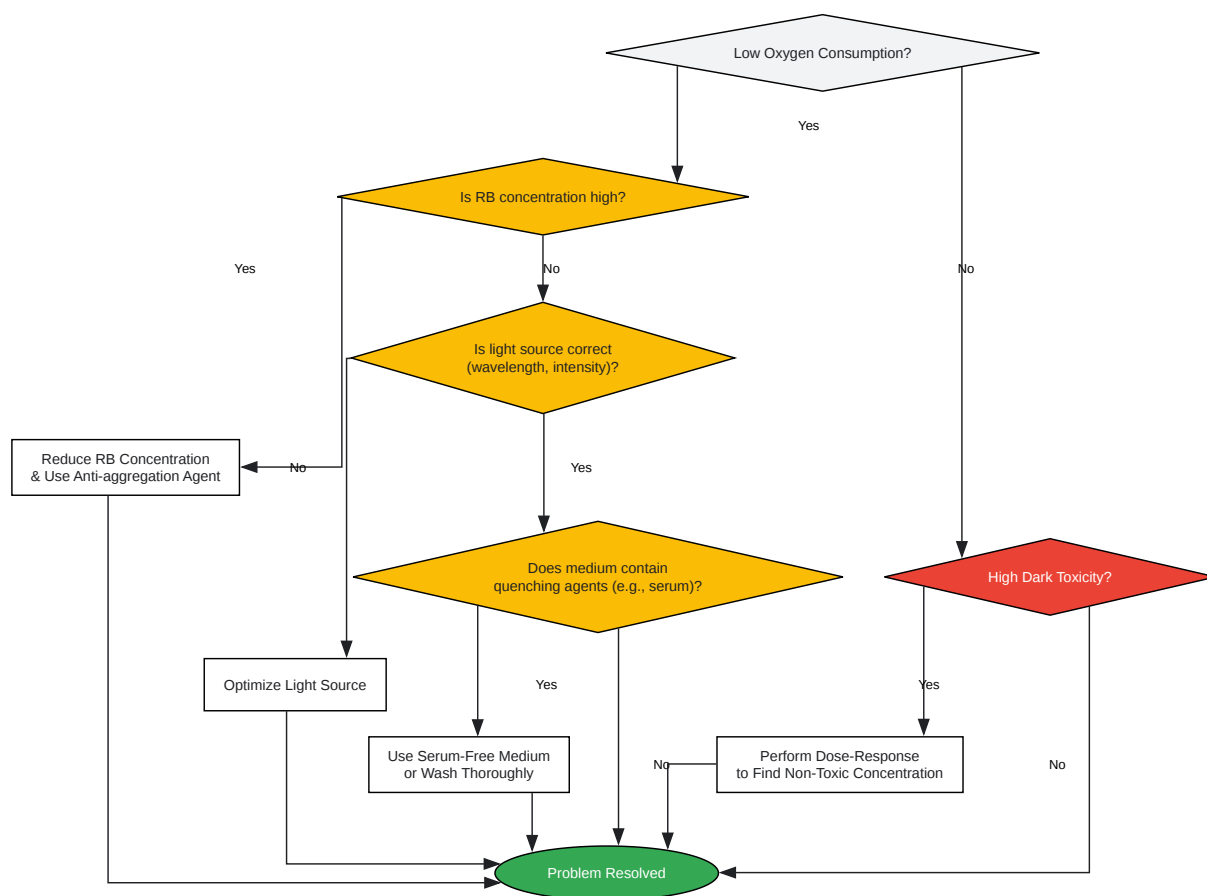 Low Oxygen Consumption?
Yes
Is RB concentration high?
Yes
No
No
Is light source correct
(wavelength, intensity)?
Reduce RB Concentration
& Use Anti-aggregation Agent
No
Yes
Does medium contain
quenching agents (e.g., serum)?
High Dark Toxicity?
Optimize Light Source
Yes
Yes
Use Serum-Free Medium
or Wash Thoroughly
No
Perform Dose-Response
to Find Non-Toxic Concentration
No
Problem Resolved